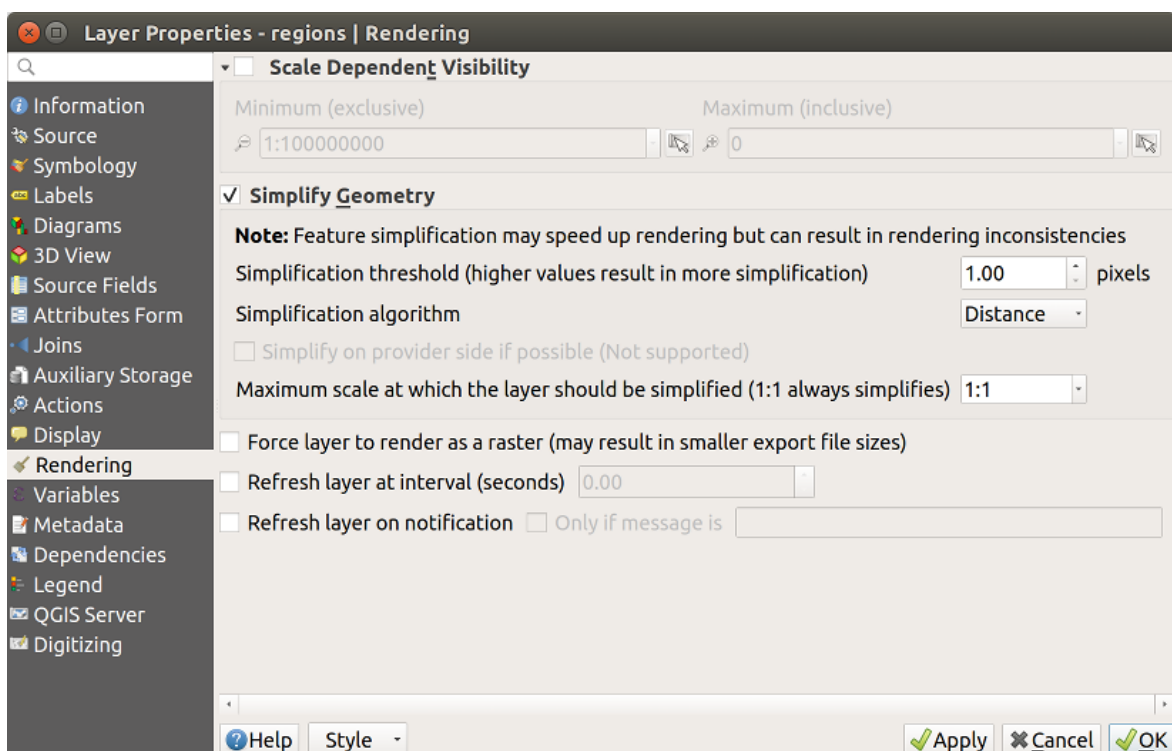 Layer Properties - regions | Rendering
Scale Dependent Visibility
Information
Minimum (exclusive) Maximum (inclusive)
Source
1:100000000 0
Symbology
Labels
Simplify Geometry
Diagrams
Note: Feature simplification may speed up rendering but can result in rendering inconsistencies
3D View
Simplification threshold (higher values result in more simplification) 1.00 pixels
Source Fields
Attributes Form
Simplification algorithm Distance
Joins
Simplify on provider side if possible (Not supported)
Auxiliary Storage
Maximum scale at which the layer should be simplified (1:1 always simplifies) 1:1
Actions
Display
Force layer to render as a raster (may result in smaller export file sizes)
Rendering
Refresh layer at interval (seconds) 0.00
Variables
Metadata
Refresh layer on notification Only if message is
Dependencies
Legend
QGIS Server
Digitizing
Help Style Apply Cancel OK